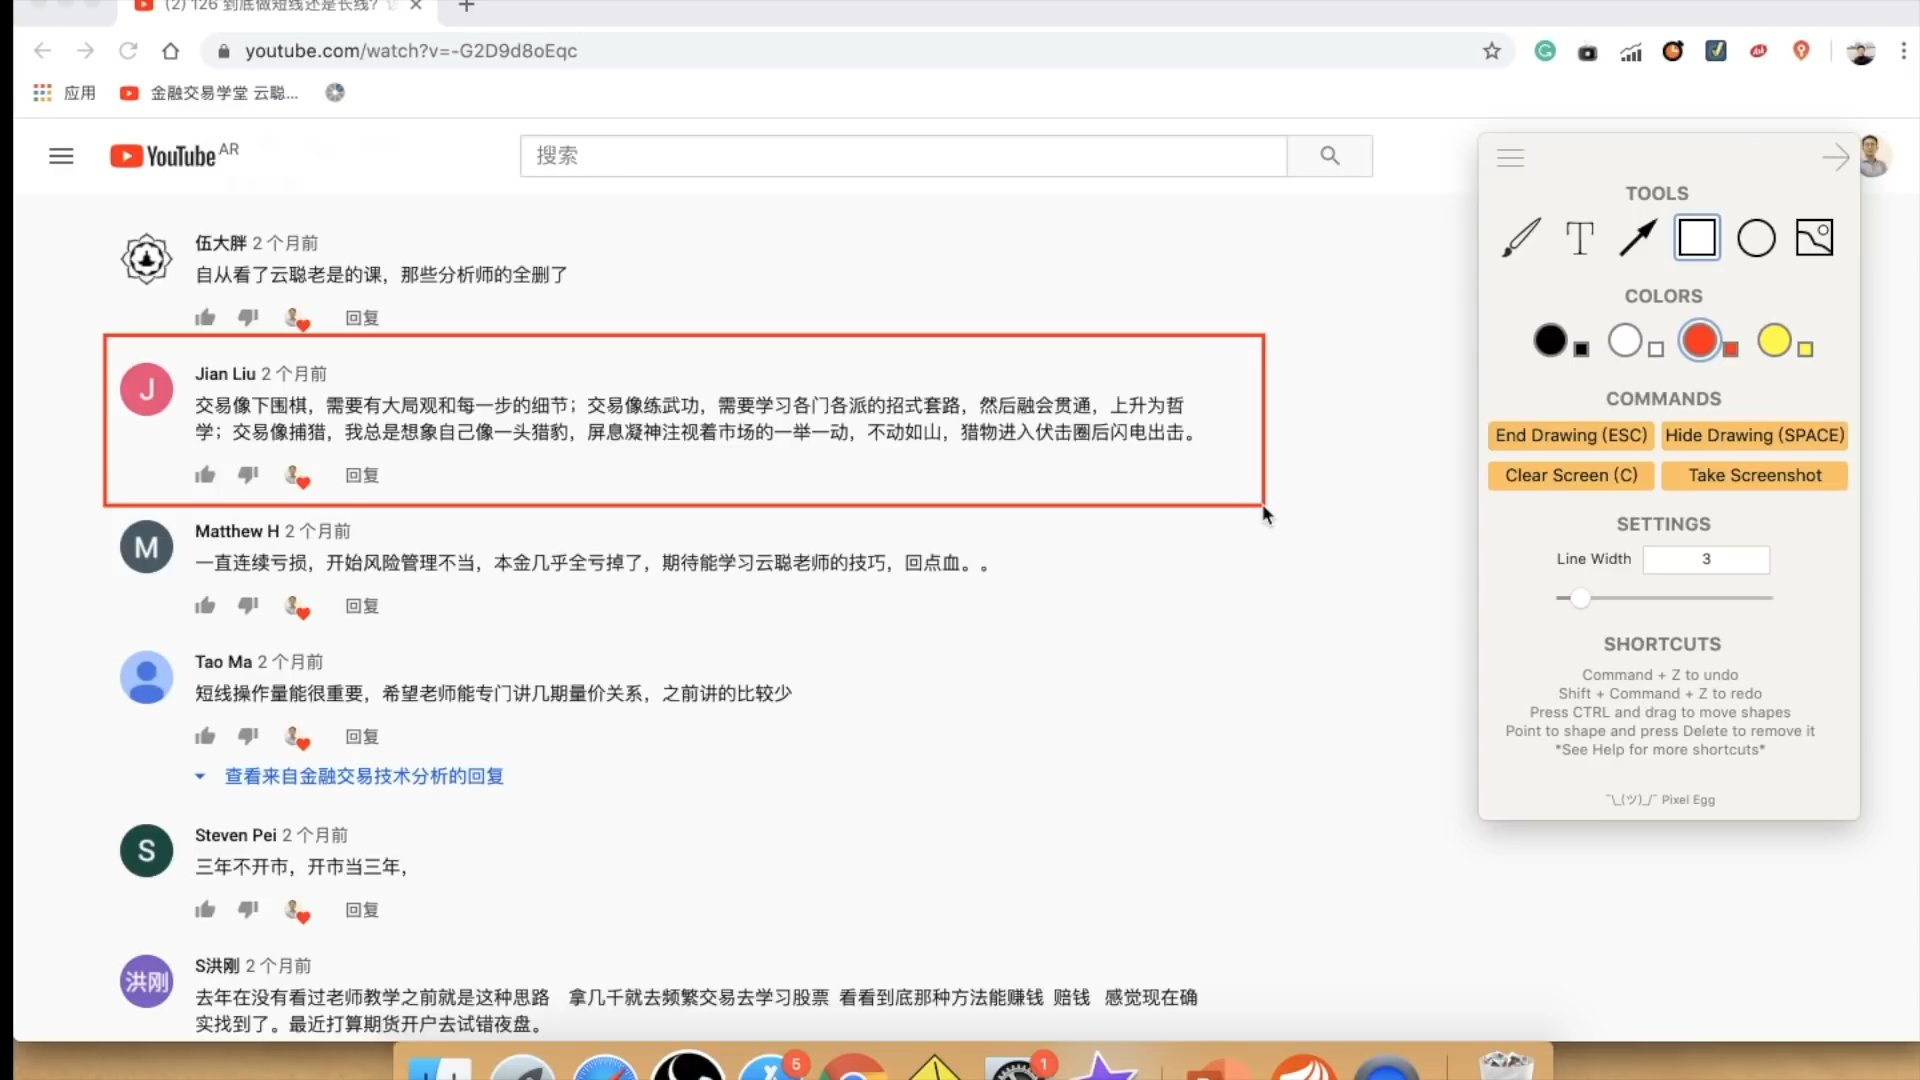 (2) 126 到底做短线还是长线?
youtube.com/watch?v=-G2D9d8oEqc
应用
金融交易学堂 云聪...
YouTube AR
搜索
伍大胖 2 个月前
自从看了云聪老是的课，那些分析师的全删了
回复
Jian Liu 2 个月前
交易像下围棋，需要有大局观和每一步的细节；交易像练武功，需要学习各门各派的招式套路，然后融会贯通，上升为哲
学；交易像捕猎，我总是想象自己像一头猎豹，屏息凝神注视着市场的一举一动，不动如山，猎物进入伏击圈后闪电出击。
回复
Matthew H 2 个月前
一直连续亏损，开始风险管理不当，本金几乎全亏掉了，期待能学习云聪老师的技巧，回点血。。
回复
Tao Ma 2 个月前
短线操作量能很重要，希望老师能专门讲几期量价关系，之前讲的比较少
回复
查看来自金融交易技术分析的回复
Steven Pei 2 个月前
三年不开市，开市当三年，
回复
S洪刚 2 个月前
去年在没有看过老师教学之前就是这种思路 拿几千就去频繁交易去学习股票 看看到底那种方法能赚钱 赔钱 感觉现在确
实找到了。最近打算期货开户去试错夜盘。
J
M
S
洪刚
TOOLS
T
COLORS
COMMANDS
End Drawing (ESC) Hide Drawing (SPACE)
Clear Screen (C) Take Screenshot
SETTINGS
Line Width 3
SHORTCUTS
Command + Z to undo
Shift + Command + Z to redo
Press CTRL and drag to move shapes
Point to shape and press Delete to remove it
*See Help for more shortcuts*
¯\_(ツ)_/¯ Pixel Egg
5
1